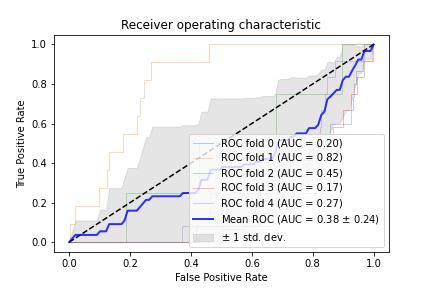 Receiver operating characteristic
True Positive Rate
1.0
0.8
0.6
0.4
0.2
0.0
ROC fold 0 (AUC = 0.20)
ROC fold 1 (AUC = 0.82)
ROC fold 2 (AUC = 0.45)
ROC fold 3 (AUC = 0.17)
ROC fold 4 (AUC = 0.27)
Mean ROC (AUC = 0.38 ± 0.24)
± 1 std. dev.
0.0 0.2 0.4 0.6 0.8 1.0
False Positive Rate